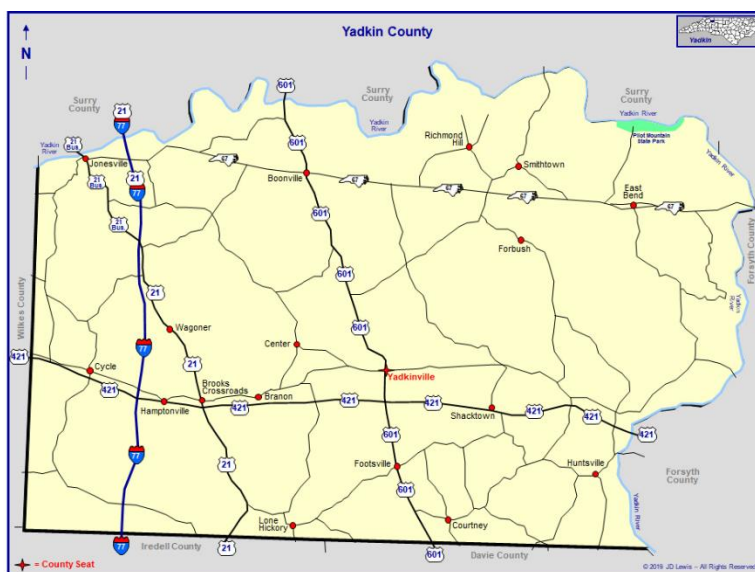 Yadkin County
Yadkin
N
601
Surry
County
21
77
Surry
County
Surry
County
Yadkin River
Yadkin
River
Richmond
Hill
Pilot Mountain
State Park
Yadkin
River
21
Bus.
Jonesville
67
Smithtown
Yadkin River
21
77
Boonville
67
21
Bus.
67
67
East
Bend
67
21
Bus.
601
Forbush
Forsyth County
601
21
Yadkin
River
Wilkes County
Wagoner
601
421
77
Center
21
Cycle
Yadkinville
Brooks
Crossroads
421
Hamptonville
Branon
421
421
421
421
Shacktown
421
601
421
77
21
Footsville
601
Huntsville
Forsyth
County
Lone
Hickory
Courtney
Yadkin River
77
Iredell County
21
601
Davie County
= County Seat
© 2019 JD Lewis - All Rights Reserved